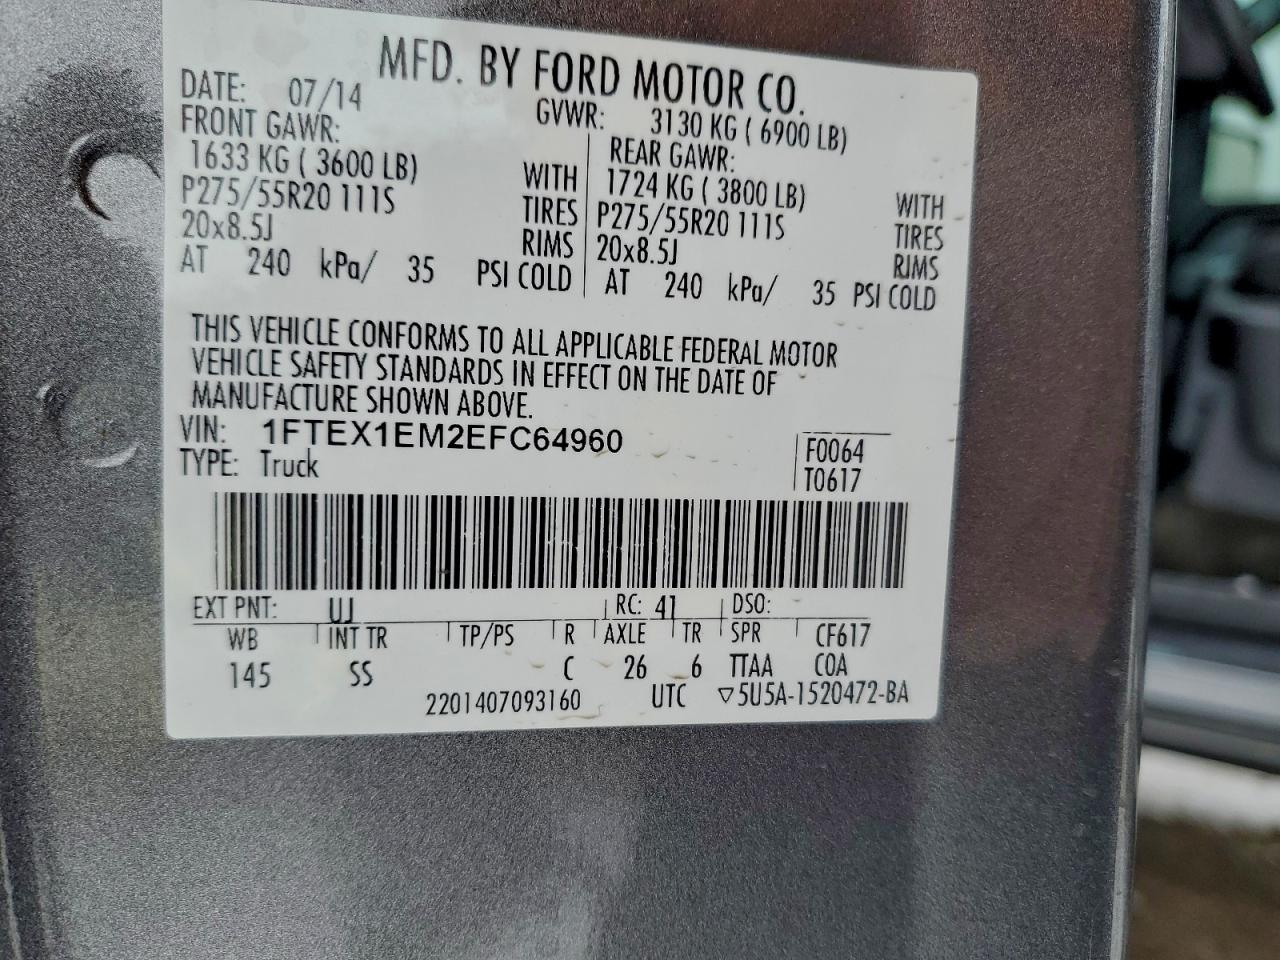 MFD. BY FORD MOTOR CO.
DATE: 07/14 GVWR: 3130 KG ( 6900 LB)
FRONT GAWR: REAR GAWR:
1633 KG ( 3600 LB) WITH 1724 KG ( 3800 LB) WITH
P275/55R20 111S TIRES P275/55R20 111S TIRES
20x8.5J RIMS 20x8.5J RIMS
AT 240 kPa/ 35 PSI COLD AT 240 kPa/ 35 PSI COLD
THIS VEHICLE CONFORMS TO ALL APPLICABLE FEDERAL MOTOR
VEHICLE SAFETY STANDARDS IN EFFECT ON THE DATE OF
MANUFACTURE SHOWN ABOVE.
VIN: 1FTEX1EM2EFC64960 F0064
TYPE: Truck T0617
EXT PNT: UJ RC: 41 DSO:
WB INT TR TP/PS R AXLE TR SPR CF617
145 SS C 26 6 TTAA COA
2201407093160 UTC ▽5U5A-1520472-BA